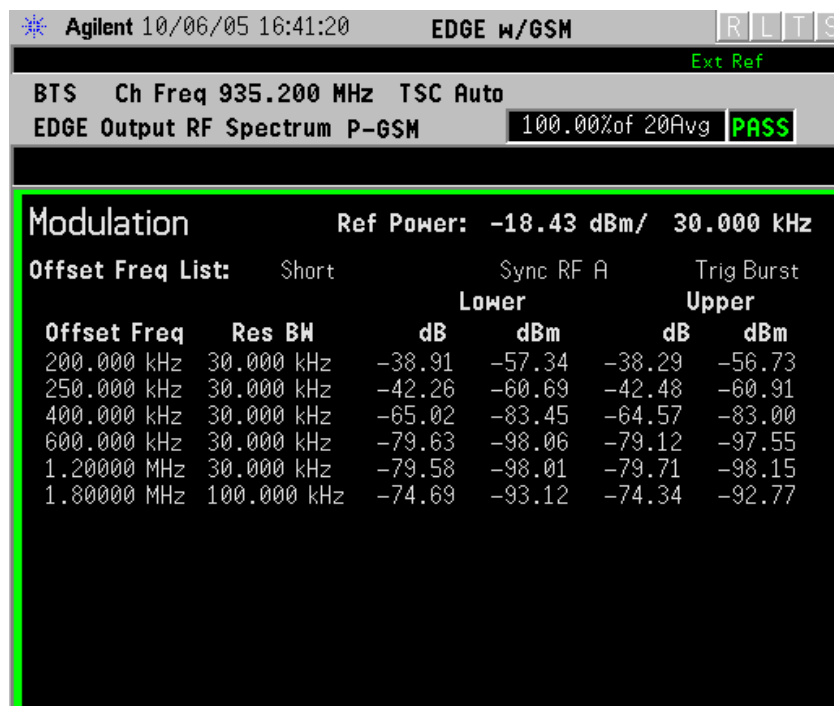 Agilent 10/06/05 16:41:20 EDGE w/GSM R L T S
Ext Ref
BTS Ch Freq 935.200 MHz TSC Auto
EDGE Output RF Spectrum P-GSM 100.00%of 20Avg PASS
Modulation Ref Power: -18.43 dBm/ 30.000 kHz
Offset Freq List: Short Sync RF A Trig Burst
Lower Upper
Offset Freq Res BW dB dBm dB dBm
200.000 kHz 30.000 kHz -38.91 -57.34 -38.29 -56.73
250.000 kHz 30.000 kHz -42.26 -60.69 -42.48 -60.91
400.000 kHz 30.000 kHz -65.02 -83.45 -64.57 -83.00
600.000 kHz 30.000 kHz -79.63 -98.06 -79.12 -97.55
1.20000 MHz 30.000 kHz -79.58 -98.01 -79.71 -98.15
1.80000 MHz 100.000 kHz -74.69 -93.12 -74.34 -92.77